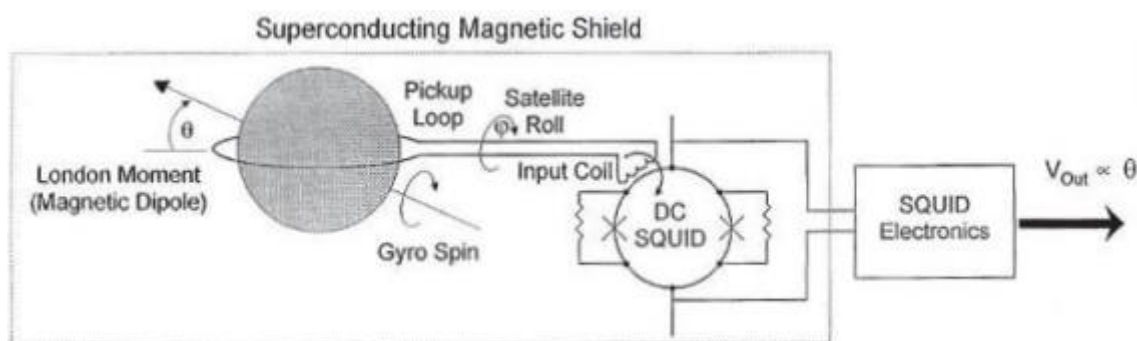 Superconducting Magnetic Shield
Pickup
Loop
Satellite
Roll
θ
φ
London Moment
(Magnetic Dipole)
Input Coil
Gyro Spin
DC
SQUID
SQUID
Electronics
V_Out ∝ θ